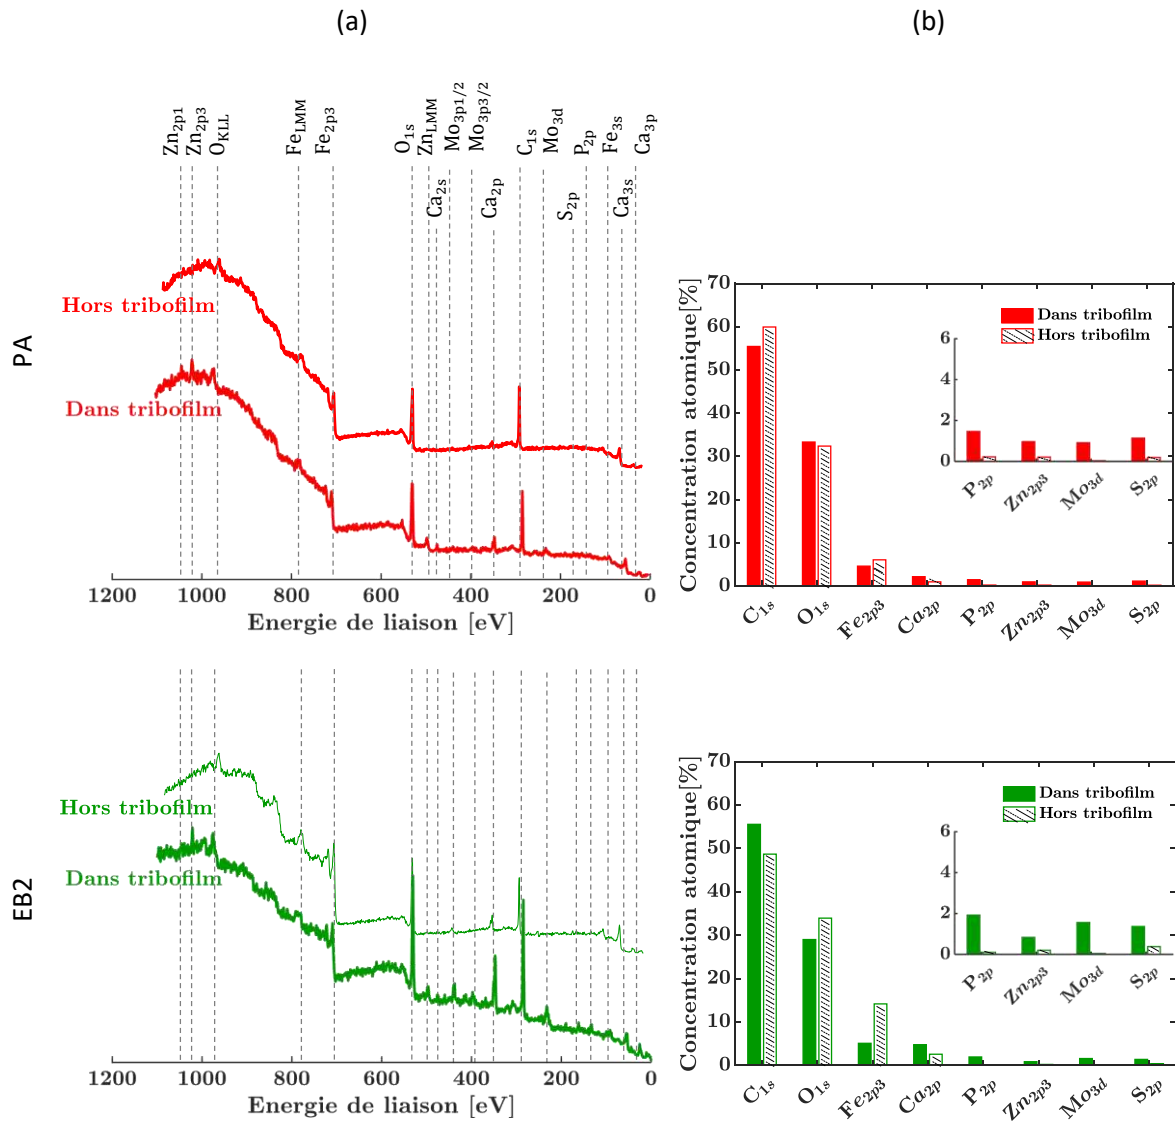 (a)
(b)
Zn2p1
Zn2p3
OKLL
FeLMM
Fe2p3
O1s
ZnLMM
Mo3p1/2
Mo3p3/2
C1s
Mo3d
P2p
Fe3s
Ca3p
Ca2s
Ca2p
S2p
Ca3s
PA
Hors tribofilm
Dans tribofilm
1200 1000 800 600 400 200 0
Energie de liaison [eV]
Concentration atomique[%]
70
60
50
40
30
20
10
0
Dans tribofilm
Hors tribofilm
6
4
2
0
P2p Zn2p3 Mo3d S2p
C1s O1s Fe2p3 Ca2p P2p Zn2p3 Mo3d S2p
EB2
Hors tribofilm
Dans tribofilm
1200 1000 800 600 400 200 0
Energie de liaison [eV]
Concentration atomique[%]
70
60
50
40
30
20
10
0
Dans tribofilm
Hors tribofilm
6
4
2
0
P2p Zn2p3 Mo3d S2p
C1s O1s Fe2p3 Ca2p P2p Zn2p3 Mo3d S2p